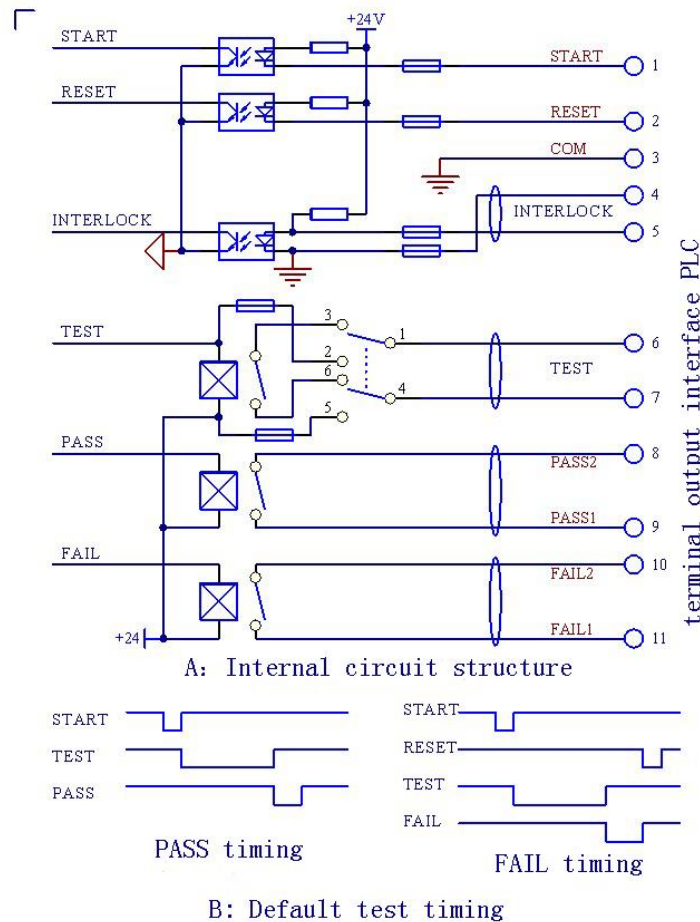 +24V
START
START
1
RESET
RESET
2
COM
3
4
INTERLOCK
INTERLOCK
5
TEST
3
1
6
2
TEST
6
4
7
5
PASS
8
PASS2
PASS1
9
FAIL
10
FAIL2
+24
FAIL1
11
terminal output interface PLC
A: Internal circuit structure
START
TEST
PASS
PASS timing
START
RESET
TEST
FAIL
FAIL timing
B: Default test timing